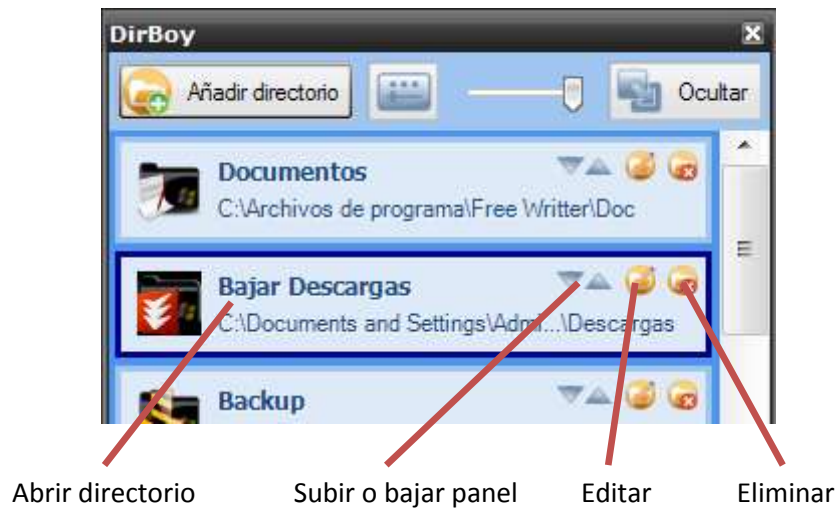 DirBoy
Añadir directorio
Ocultar
Documentos
C:\Archivos de programa\Free Writter\Doc
Bajar Descargas
C:\Documents and Settings\Admi...\Descargas
Backup
Abrir directorio Subir o bajar panel Editar Eliminar